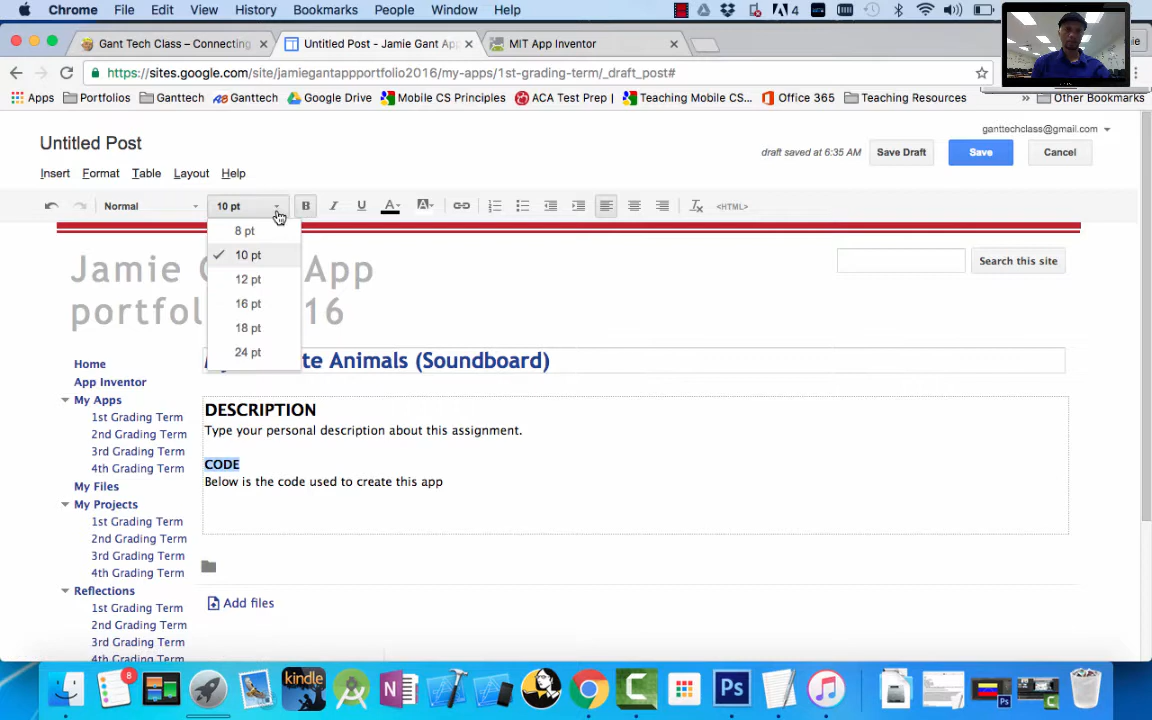 Chrome File Edit View History Bookmarks People Window Help
4
Gant Tech Class – Connecting
Untitled Post - Jamie Gant Ap
MIT App Inventor
https://sites.google.com/site/jamiegantappportfolio2016/my-apps/1st-grading-term/_draft_post#
Apps Portfolios Ganttech Ganttech Google Drive Mobile CS Principles ACA Test Prep | Teaching Mobile CS... Office 365 Teaching Resources » Other Bookmarks
ganttechclass@gmail.com
Untitled Post
draft saved at 6:35 AM Save Draft Save Cancel
Insert Format Table Layout Help
Normal 10 pt B I U A A <HTML>
8 pt
10 pt
12 pt
16 pt
18 pt
24 pt
Jamie G App
portfol 16
Search this site
te Animals (Soundboard)
Home
App Inventor
My Apps
1st Grading Term
2nd Grading Term
3rd Grading Term
4th Grading Term
My Files
My Projects
1st Grading Term
2nd Grading Term
3rd Grading Term
4th Grading Term
Reflections
1st Grading Term
2nd Grading Term
3rd Grading Term
4th Grading Term
DESCRIPTION
Type your personal description about this assignment.
CODE
Below is the code used to create this app
Add files
8
kindle
N
C
Ps